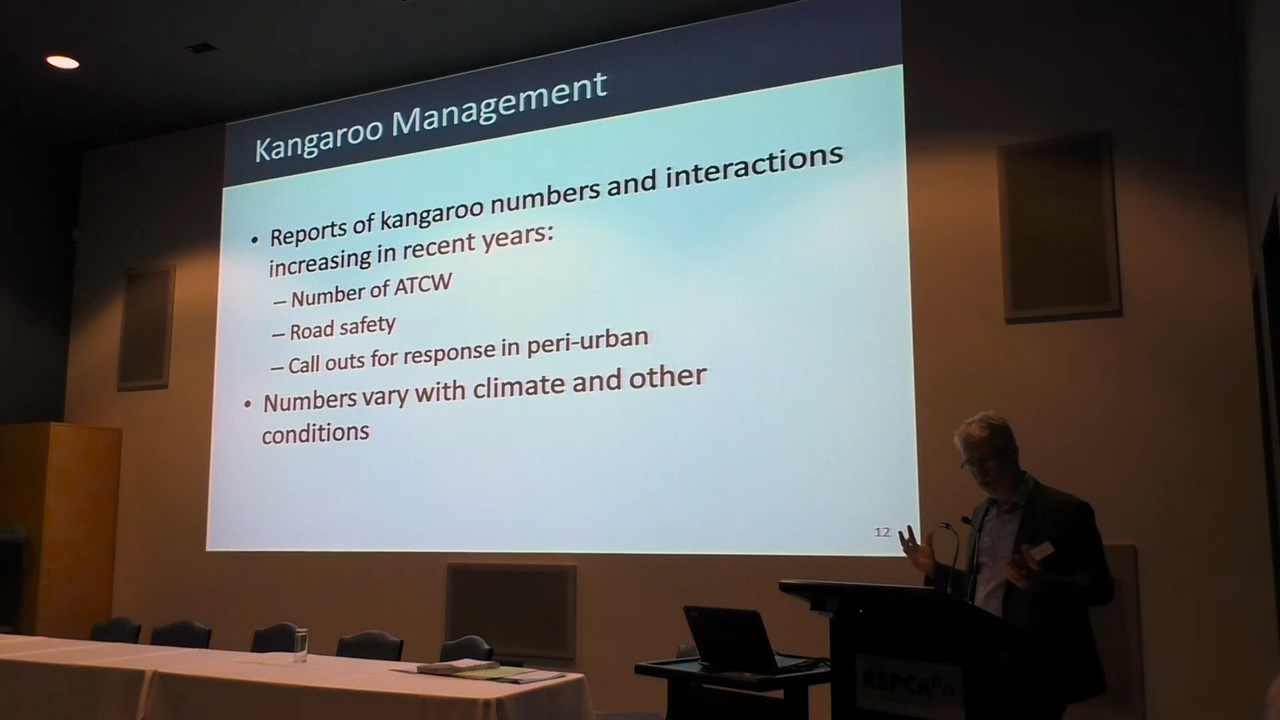 Kangaroo Management
• Reports of kangaroo numbers and interactions
increasing in recent years:
– Number of ATCW
– Road safety
– Call outs for response in peri-urban
• Numbers vary with climate and other
conditions
12
RSPCA